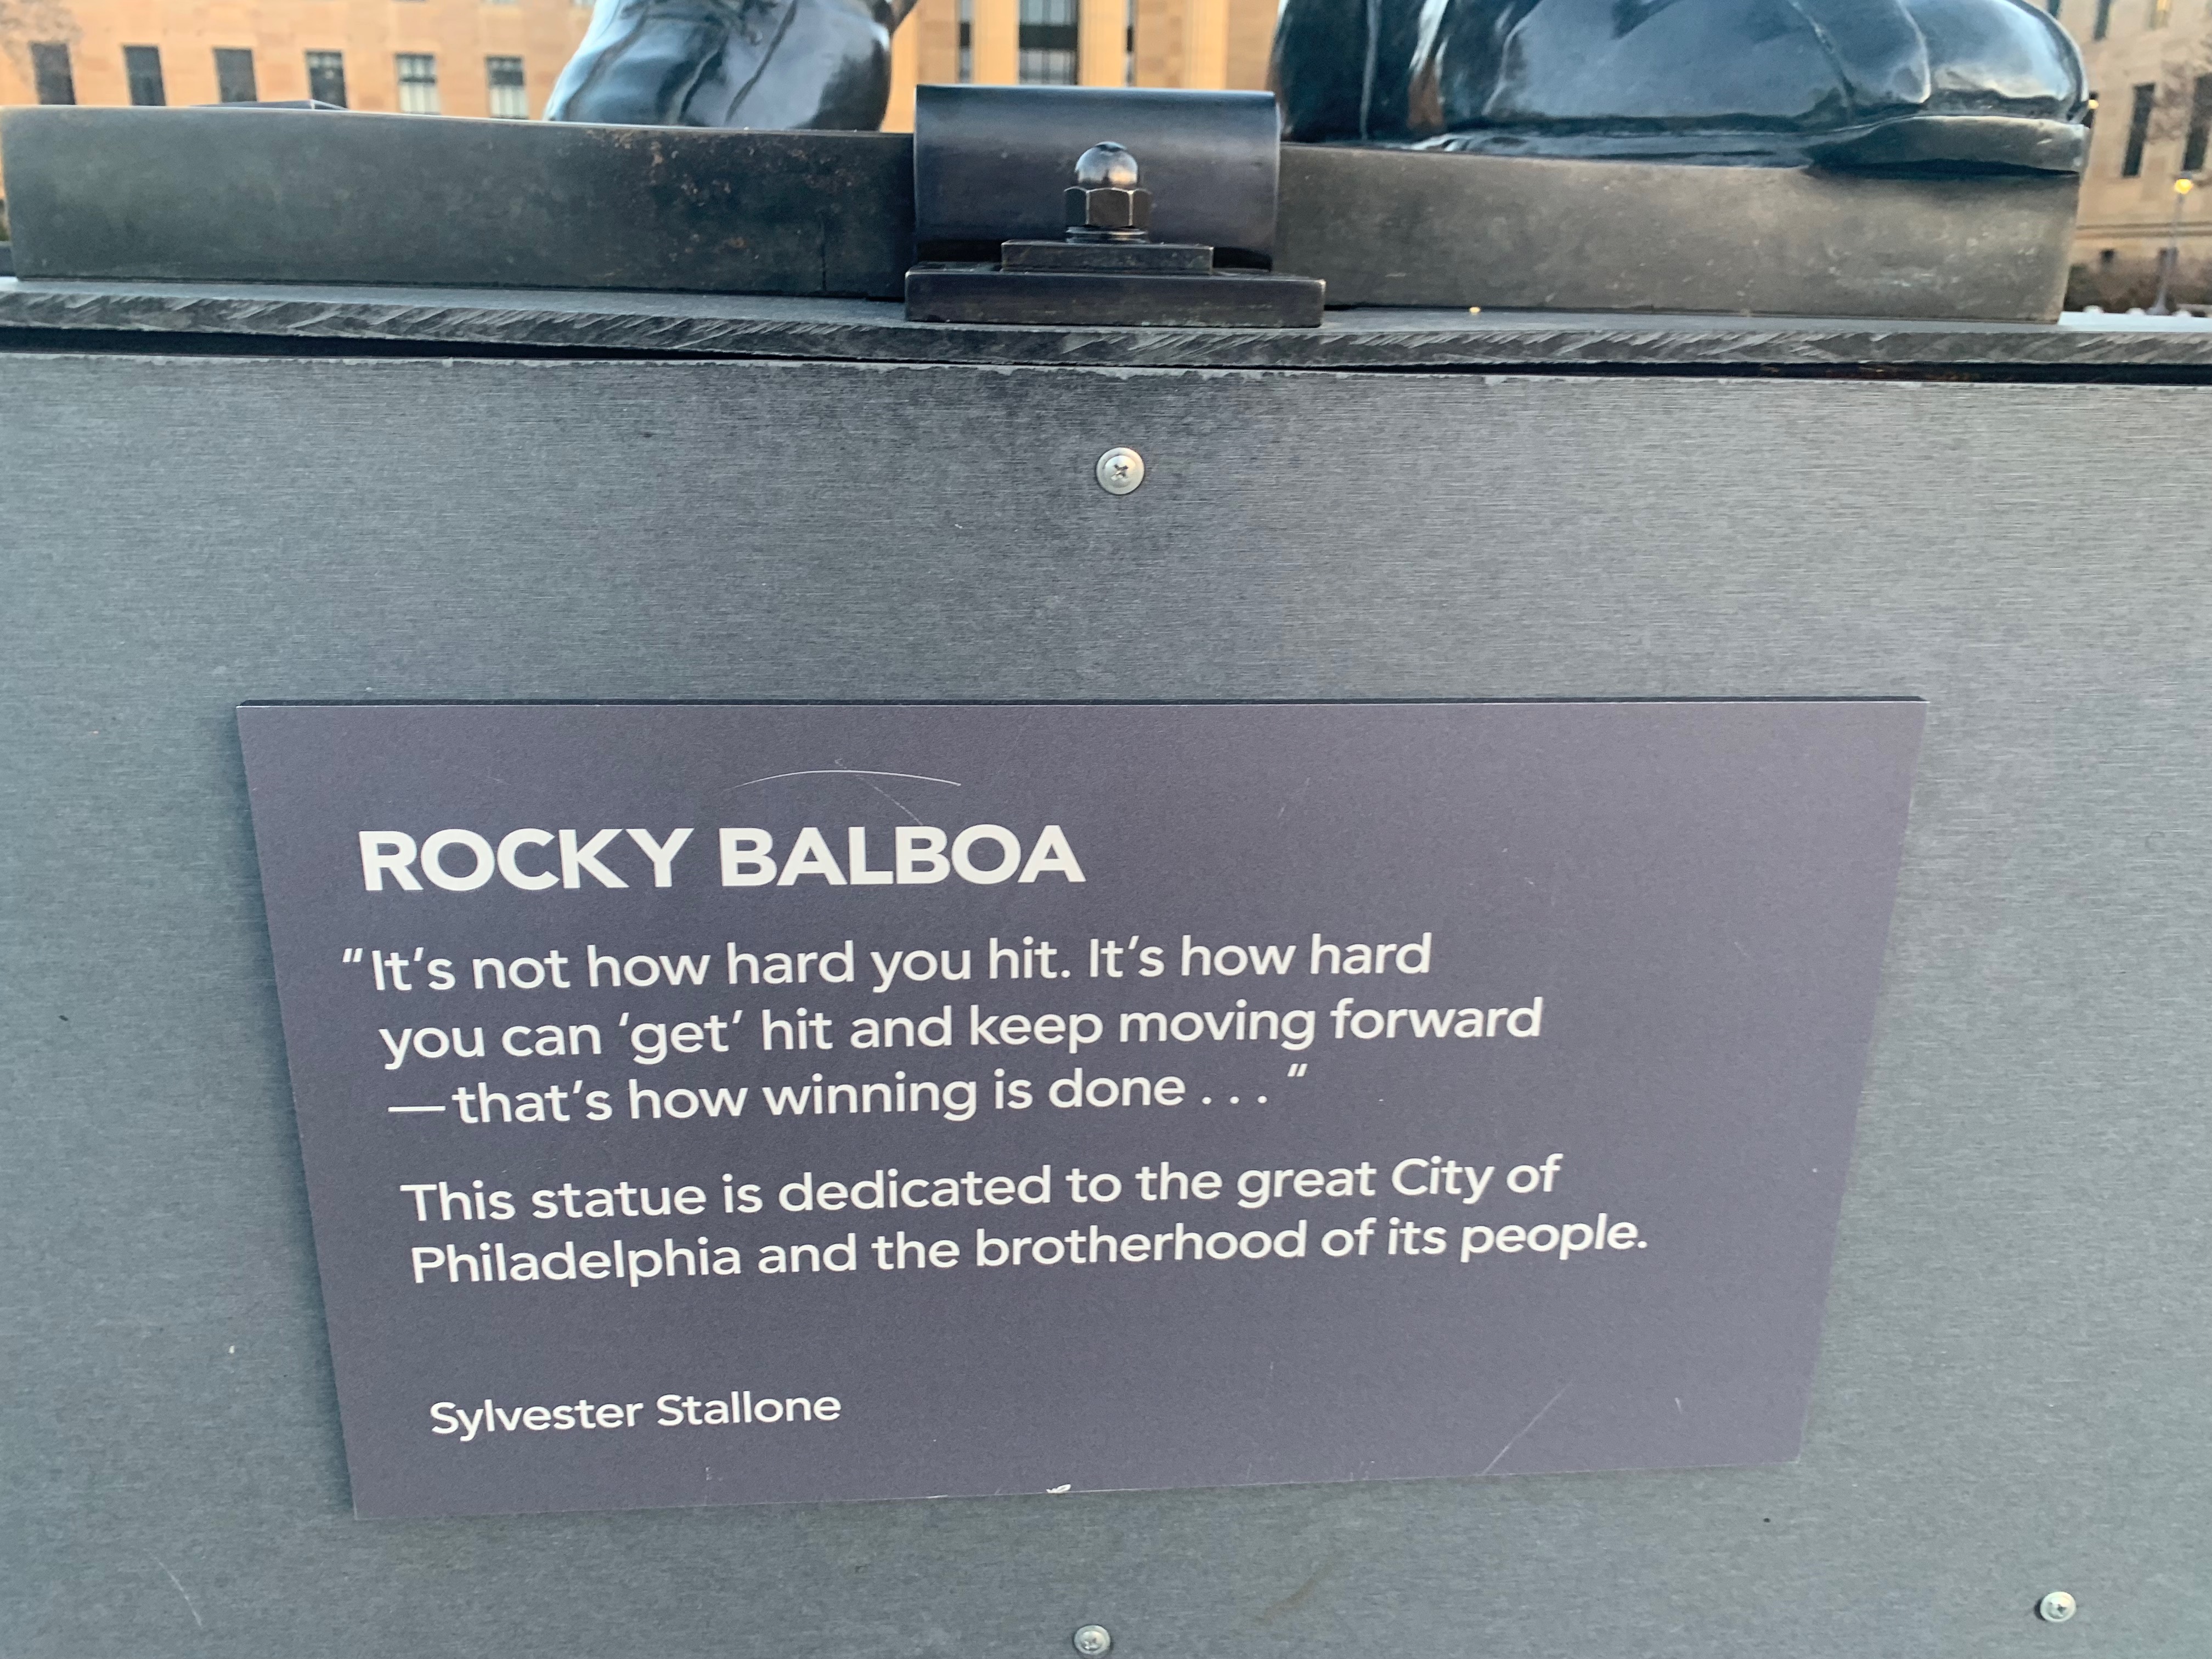 ROCKY BALBOA
“It’s not how hard you hit. It’s how hard
you can ‘get’ hit and keep moving forward
—that’s how winning is done . . . “
This statue is dedicated to the great City of
Philadelphia and the brotherhood of its people.
Sylvester Stallone